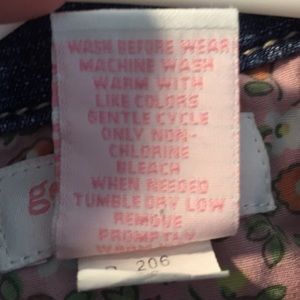 WASH BEFORE WEAR
MACHINE WASH
WARM WITH
LIKE COLORS
GENTLE CYCLE
ONLY NON-
CHLORINE
BLEACH
WHEN NEEDED
TUMBLE DRY LOW
REMOVE
PROMPTLY
206